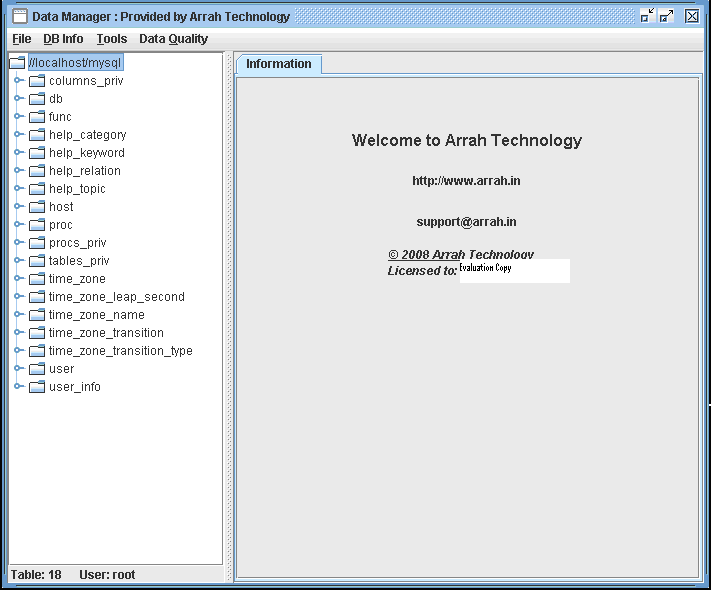 Data Manager : Provided by Arrah Technology
File DB Info Tools Data Quality
//localhost/mysql
columns_priv
db
func
help_category
help_keyword
help_relation
help_topic
host
proc
procs_priv
tables_priv
time_zone
time_zone_leap_second
time_zone_name
time_zone_transition
time_zone_transition_type
user
user_info
Table: 18 User: root
Information
Welcome to Arrah Technology
http://www.arrah.in
support@arrah.in
© 2008 Arrah Technology
Licensed to: Evaluation Copy